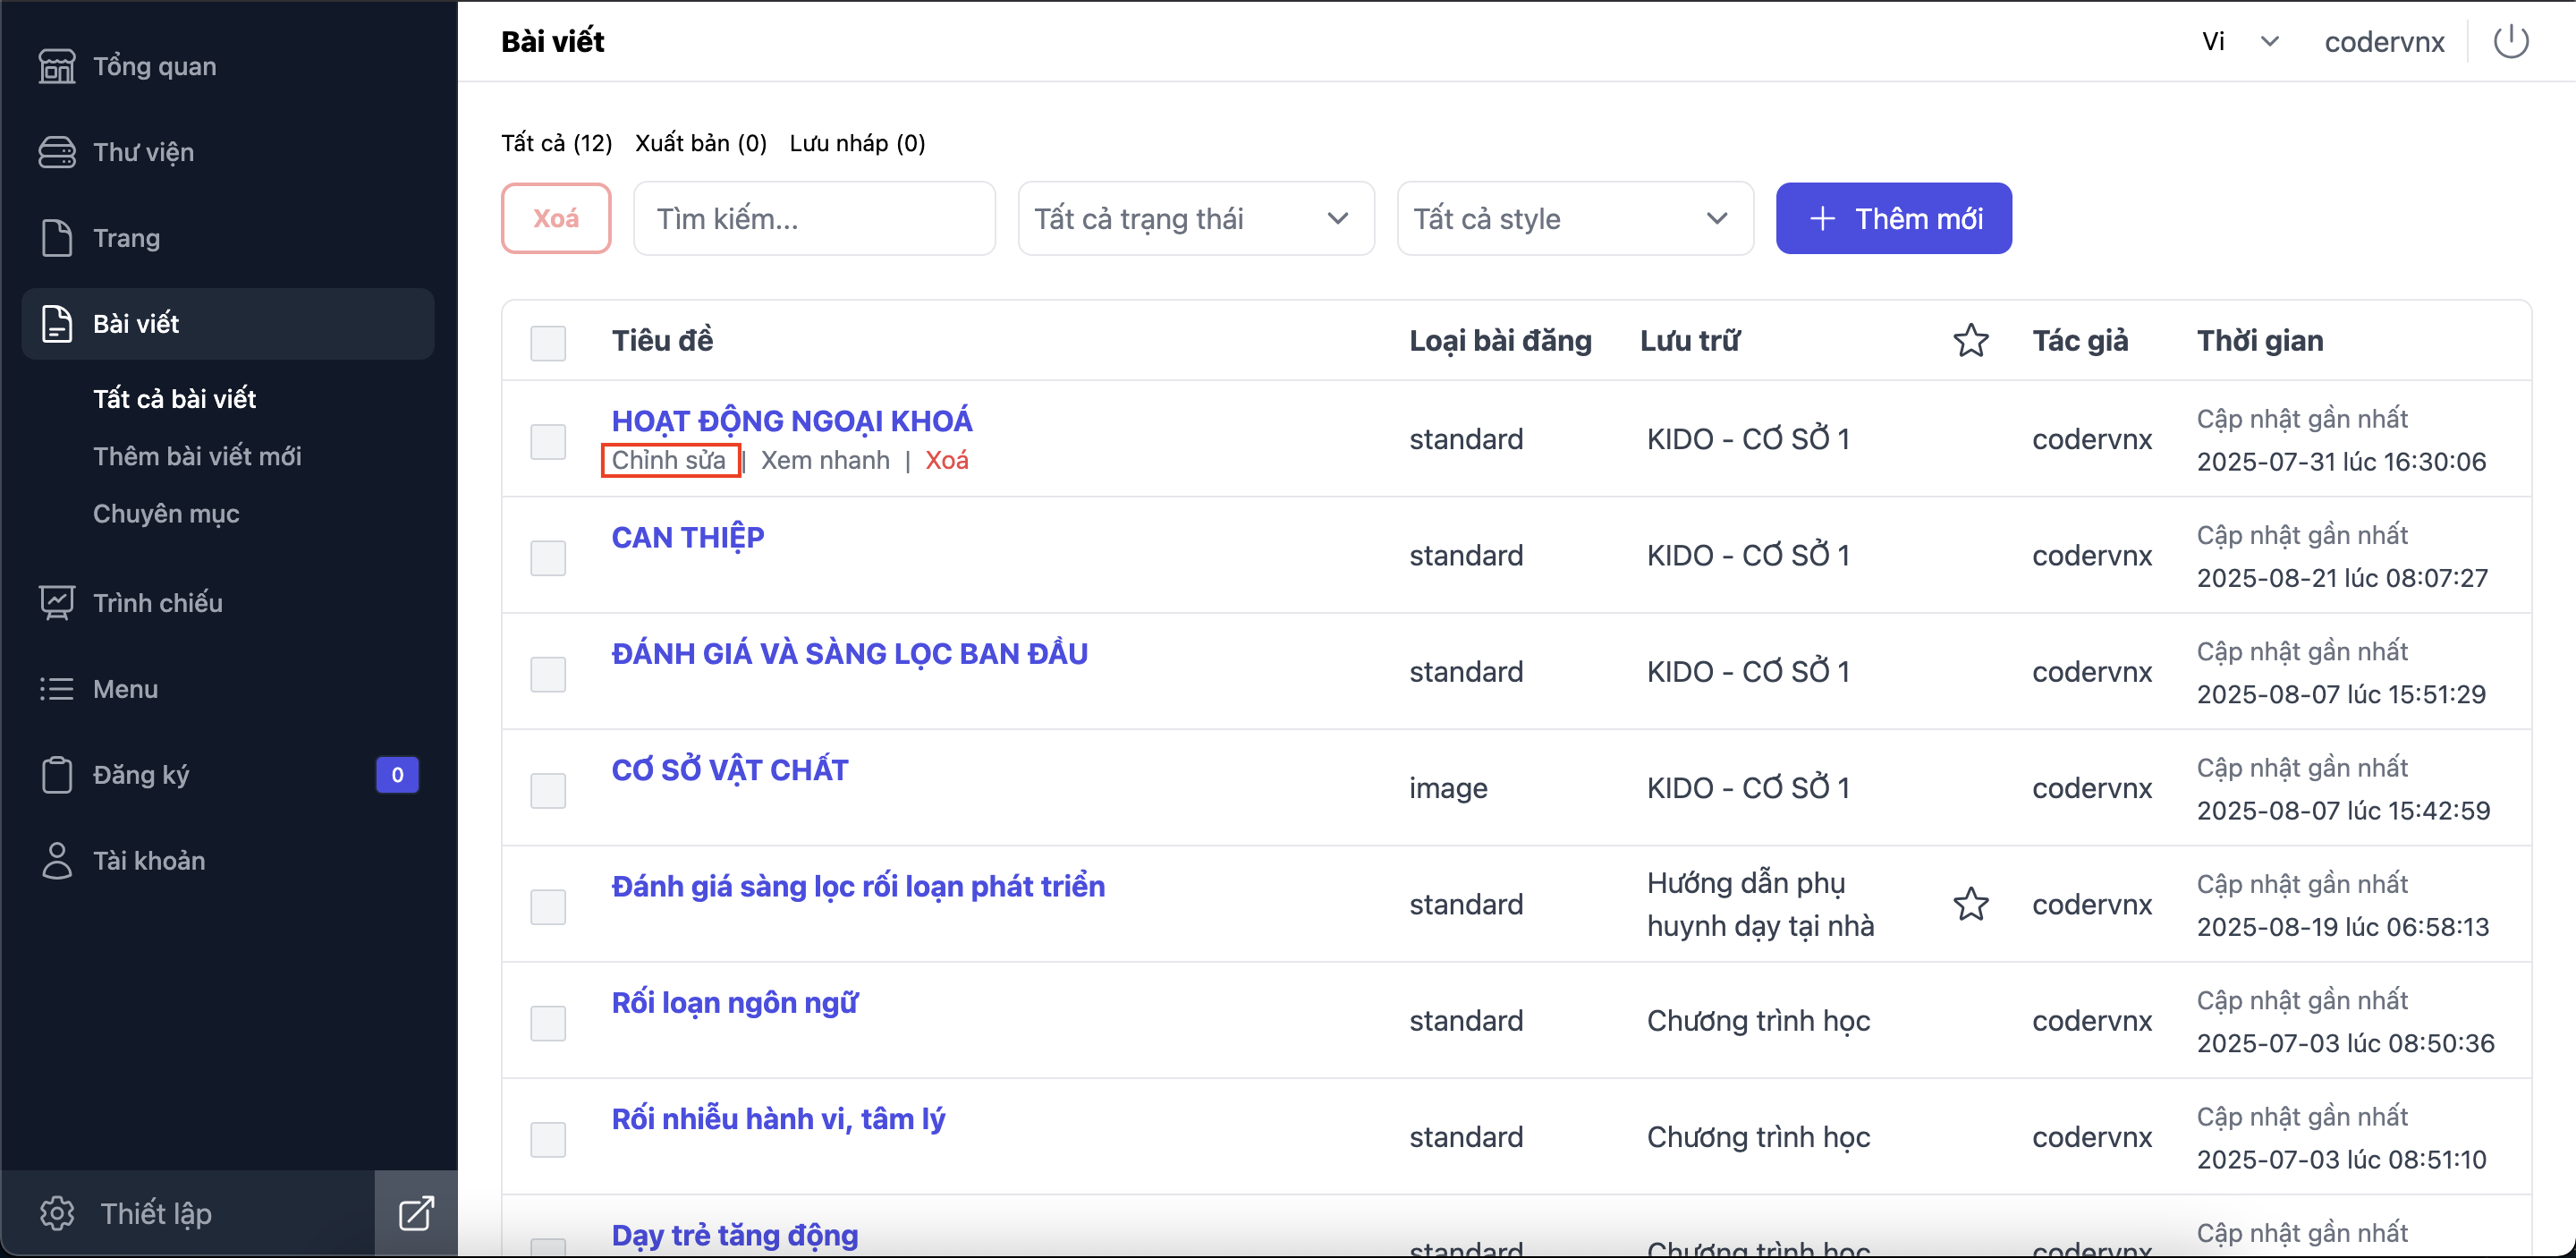 Tổng quan
Thư viện
Trang
Bài viết
Tất cả bài viết
Thêm bài viết mới
Chuyên mục
Trình chiếu
Menu
Đăng ký 0
Tài khoản
Thiết lập
Bài viết
Vi codervnx
Tất cả (12) Xuất bản (0) Lưu nháp (0)
Xoá Tìm kiếm... Tất cả trạng thái Tất cả style Thêm mới
Tiêu đề Loại bài đăng Lưu trữ Tác giả Thời gian
HOẠT ĐỘNG NGOẠI KHOÁ
Chỉnh sửa | Xem nhanh | Xoá
standard KIDO - CƠ SỞ 1 codervnx
Cập nhật gần nhất
2025-07-31 lúc 16:30:06
CAN THIỆP
standard KIDO - CƠ SỞ 1 codervnx
Cập nhật gần nhất
2025-08-21 lúc 08:07:27
ĐÁNH GIÁ VÀ SÀNG LỌC BAN ĐẦU
standard KIDO - CƠ SỞ 1 codervnx
Cập nhật gần nhất
2025-08-07 lúc 15:51:29
CƠ SỞ VẬT CHẤT
image KIDO - CƠ SỞ 1 codervnx
Cập nhật gần nhất
2025-08-07 lúc 15:42:59
Đánh giá sàng lọc rối loạn phát triển
standard
Hướng dẫn phụ
huynh dạy tại nhà
codervnx
Cập nhật gần nhất
2025-08-19 lúc 06:58:13
Rối loạn ngôn ngữ
standard Chương trình học codervnx
Cập nhật gần nhất
2025-07-03 lúc 08:50:36
Rối nhiễu hành vi, tâm lý
standard Chương trình học codervnx
Cập nhật gần nhất
2025-07-03 lúc 08:51:10
Dạy trẻ tăng động
standard Chương trình học codervnx
Cập nhật gần nhất